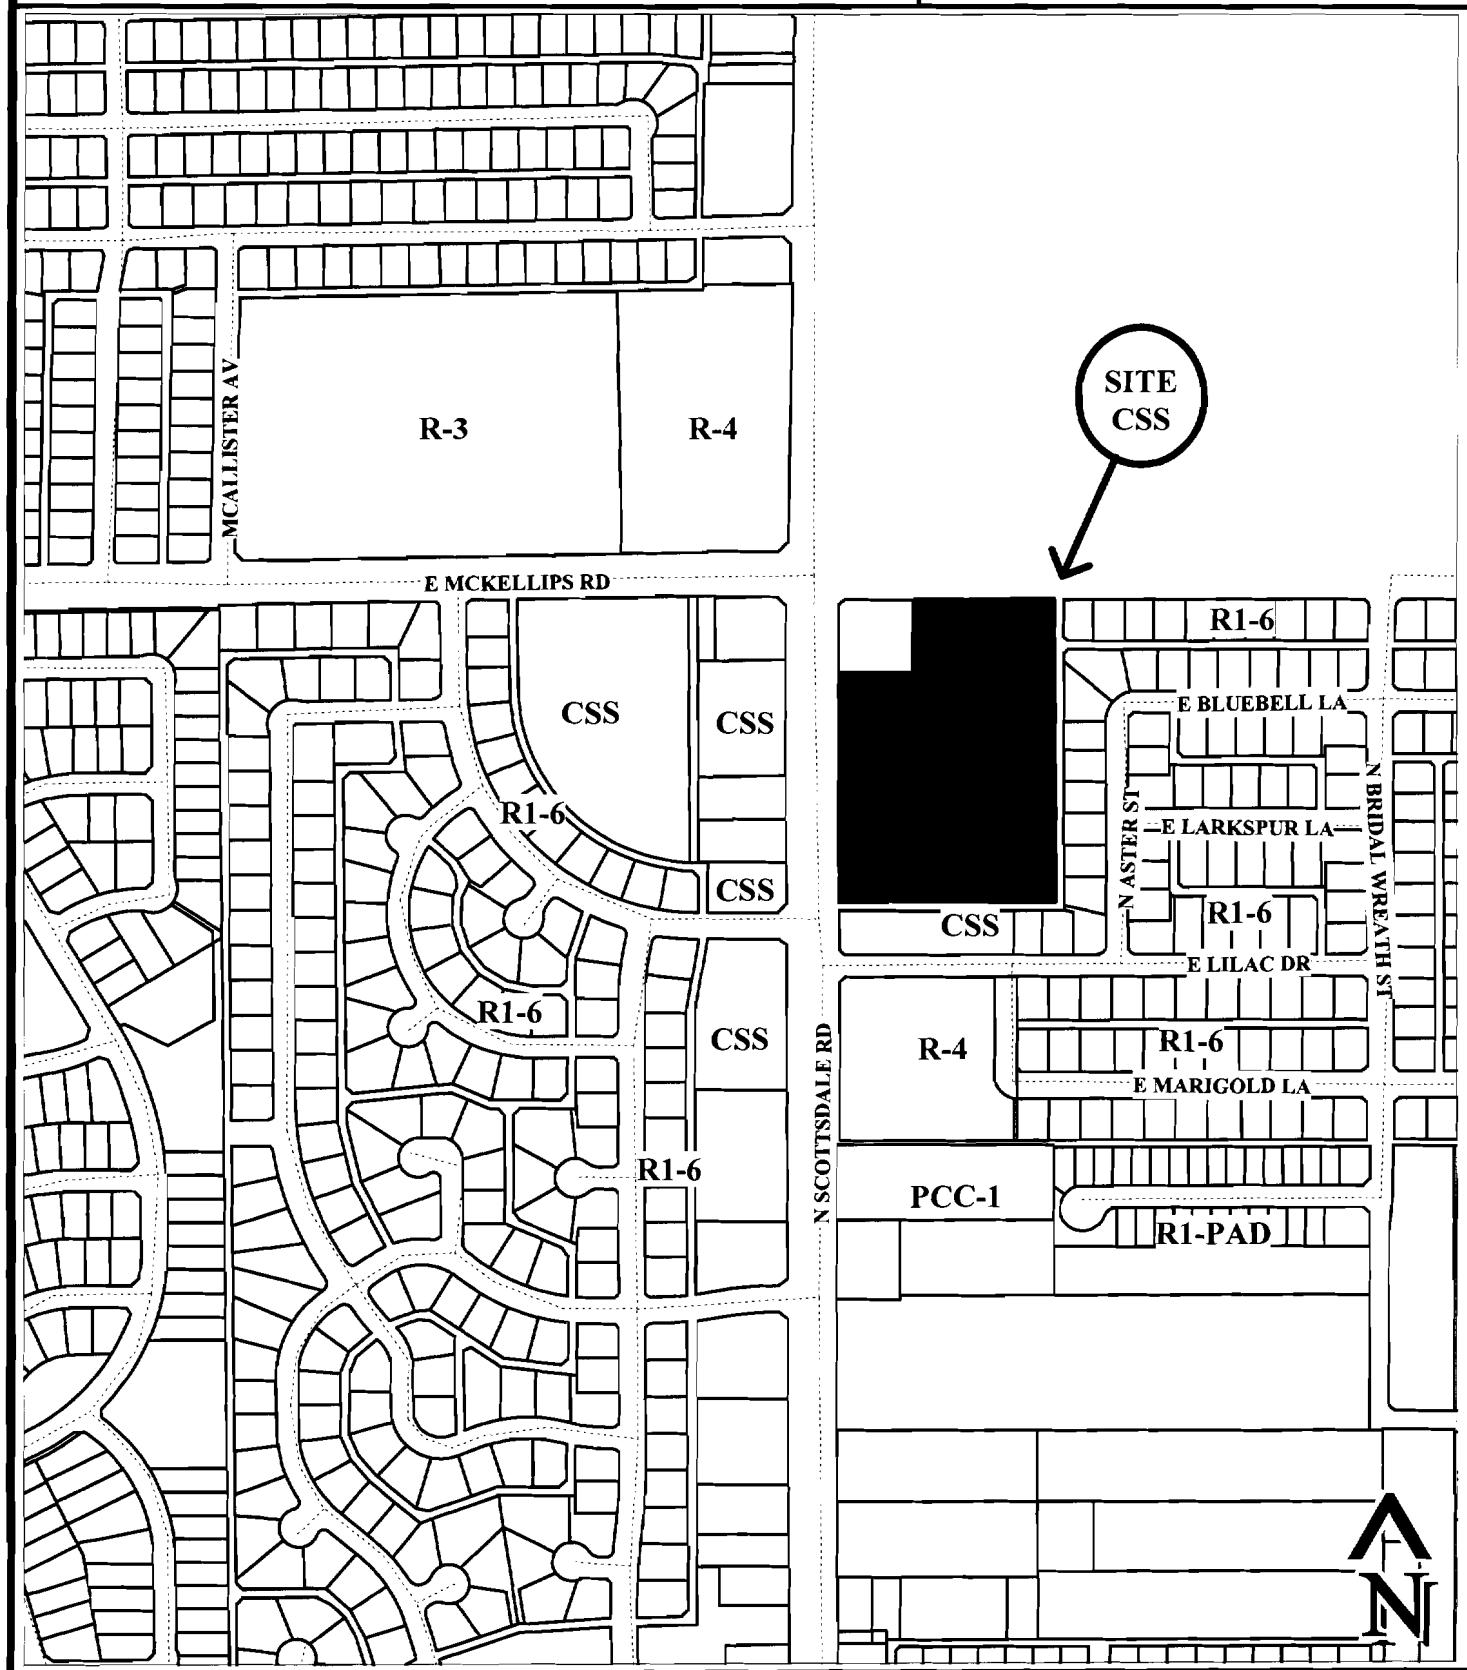 SITE
CSS
MCALLISTER AV
R-3
R-4
E MCKELLIPS RD
R1-6
CSS
CSS
E BLUEBELL LA
N BRIDAL WREATH ST
N ASTER ST
R1-6
E LARKSPUR LA
CSS
CSS
R1-6
E LILAC DR
R1-6
CSS
N SCOTTSDALE RD
R-4
R1-6
E MARIGOLD LA
R1-6
PCC-1
R1-PAD
N